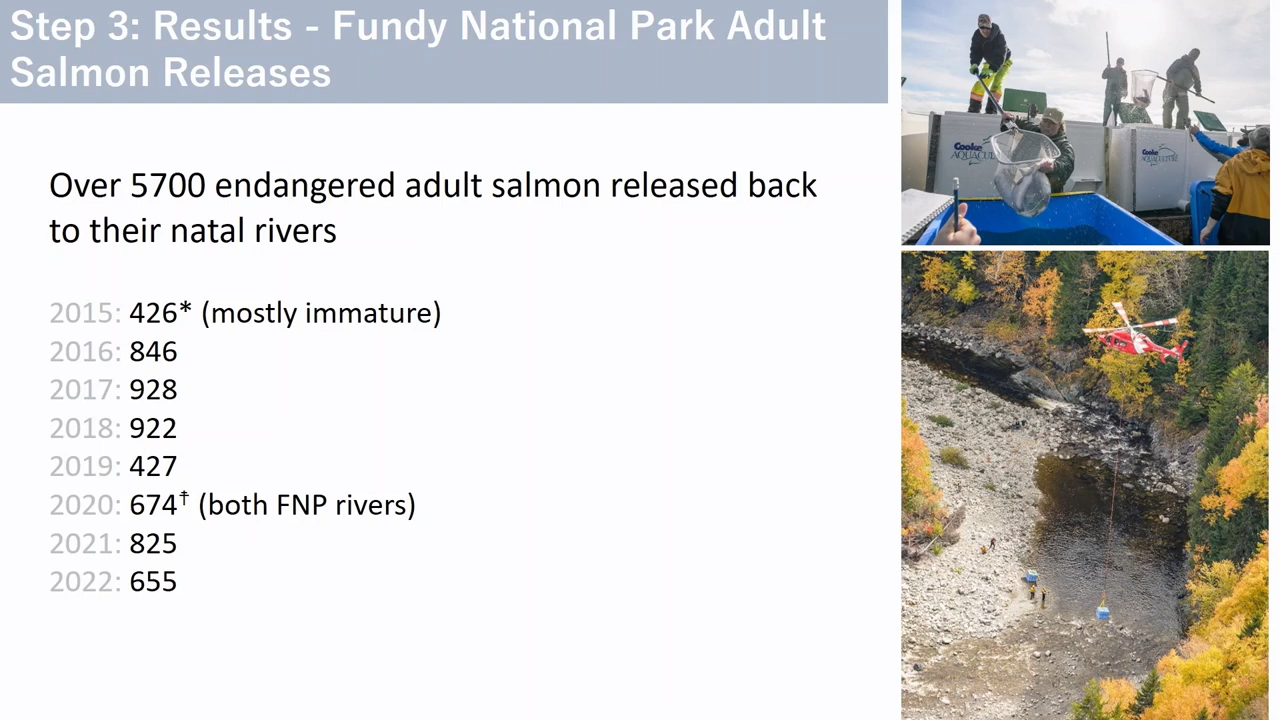 Step 3: Results - Fundy National Park Adult
Salmon Releases
Over 5700 endangered adult salmon released back
to their natal rivers
2015: 426* (mostly immature)
2016: 846
2017: 928
2018: 922
2019: 427
2020: 674† (both FNP rivers)
2021: 825
2022: 655
Cooke
AQUACU
Cooke
AQUACULTURE